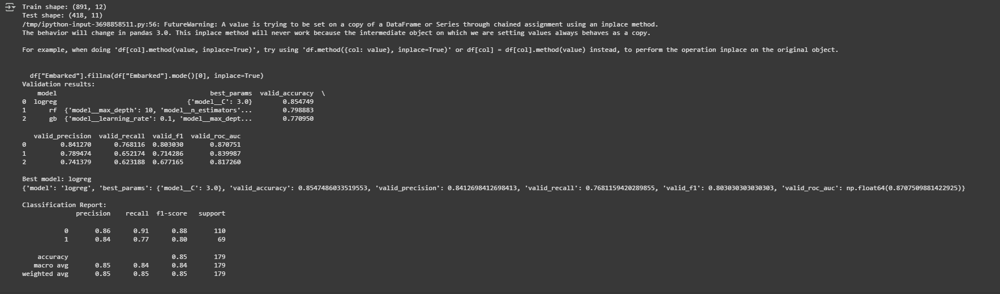 Train shape: (891, 12)
Test shape: (418, 11)
/tmp/ipython-input-3698858511.py:56: FutureWarning: A value is trying to be set on a copy of a DataFrame or Series through chained assignment using an inplace method.
The behavior will change in pandas 3.0. This inplace method will never work because the intermediate object on which we are setting values always behaves as a copy.
For example, when doing 'df[col].method(value, inplace=True)', try using 'df.method({col: value}, inplace=True)' or df[col] = df[col].method(value) instead, to perform the operation inplace on the original object.
df["Embarked"].fillna(df["Embarked"].mode()[0], inplace=True)
Validation results:
model best_params valid_accuracy \
0 logreg {'model__C': 3.0} 0.854749
1 rf {'model__max_depth': 10, 'model__n_estimators'... 0.798883
2 gb {'model__learning_rate': 0.1, 'model__max_dept... 0.770950
valid_precision valid_recall valid_f1 valid_roc_auc
0 0.841270 0.768116 0.803030 0.870751
1 0.789474 0.652174 0.714286 0.839987
2 0.741379 0.623188 0.677165 0.817260
Best model: logreg
{'model': 'logreg', 'best_params': {'model__C': 3.0}, 'valid_accuracy': 0.8547486033519553, 'valid_precision': 0.8412698412698413, 'valid_recall': 0.7681159420289855, 'valid_f1': 0.803030303030303, 'valid_roc_auc': np.float64(0.8707509881422925)}
Classification Report:
precision recall f1-score support
0 0.86 0.91 0.88 110
1 0.84 0.77 0.80 69
accuracy 0.85 179
macro avg 0.85 0.84 0.84 179
weighted avg 0.85 0.85 0.85 179